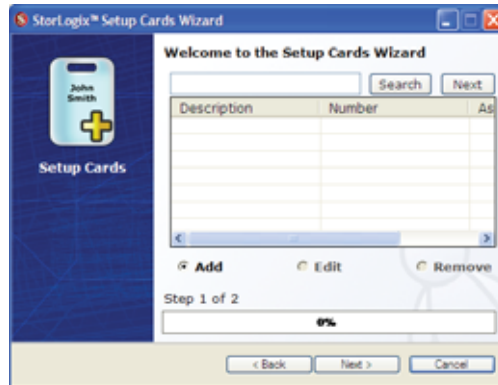 StorLogix™ Setup Cards Wizard
Welcome to the Setup Cards Wizard
Search Next
John
Smith
Description Number As
Setup Cards
Add Edit Remove
Step 1 of 2
0%
< Back Next > Cancel